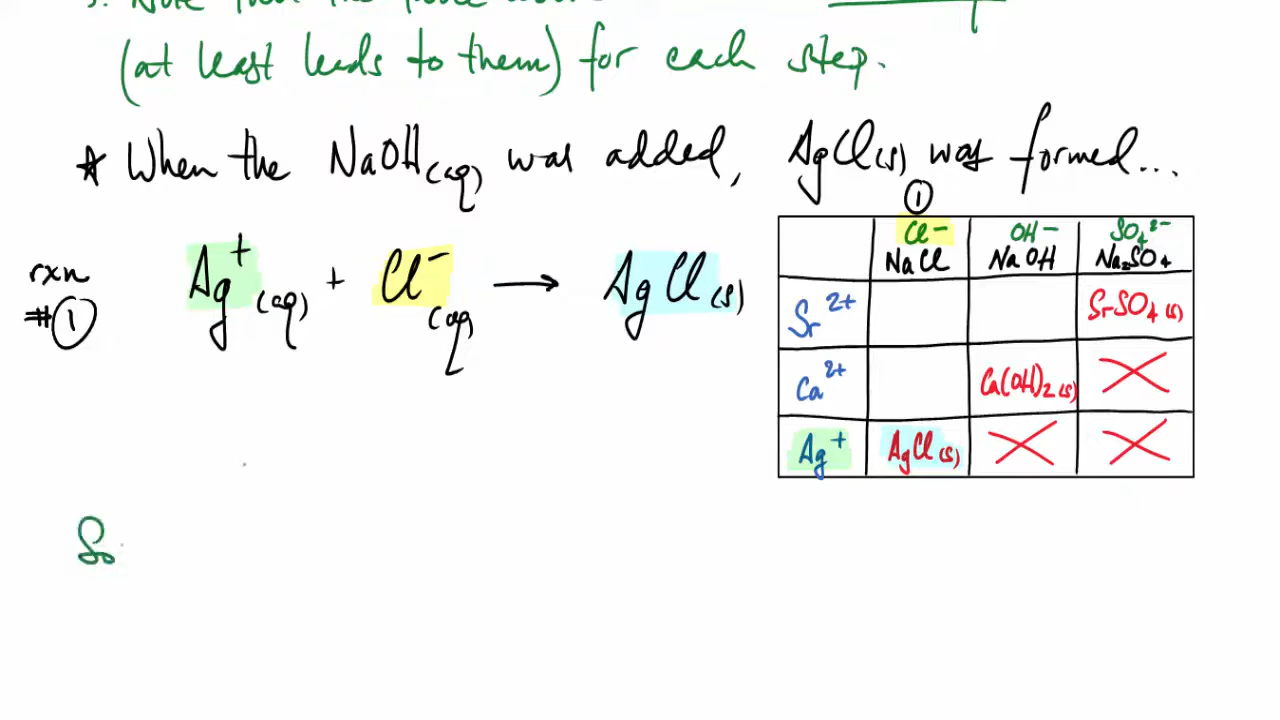 (at least leads to them) for each step.
☆ When the NaOH(aq) was added, AgCl(s) was formed...
①
rxn
#①
Ag⁺(aq) + Cl⁻(aq) → AgCl(s)
Cl⁻ OH⁻ SO₄²⁻
NaCl NaOH Na₂SO₄
Sr²⁺ SrSO₄(s)
Ca²⁺ Ca(OH)₂(s)
Ag⁺ AgCl(s)
So